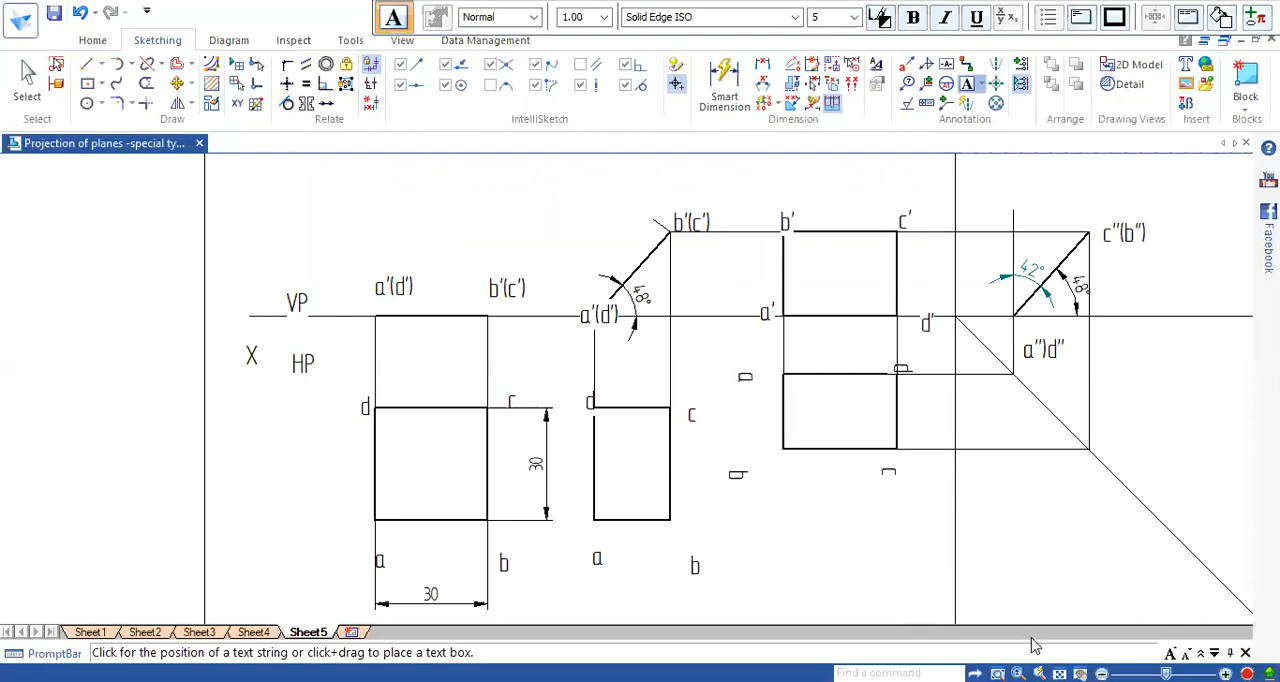 A Normal 1.00 Solid Edge ISO 5 B I U
Home Sketching Diagram Inspect Tools View Data Management
Select
Smart
Dimension
A
2D Model
Detail
Block
Select Draw Relate IntelliSketch Dimension Annotation Arrange Drawing Views Insert Blocks
Projection of planes -special ty...
You
Tube
Facebook
b'(c') b' c' c''(b'')
a'(d') b'(c') 48° 42° 48°
VP a'(d') a' d'
X HP a'')d''
d c d c a d
30 b c
a b a b
30
Sheet1 Sheet2 Sheet3 Sheet4 Sheet5
PromptBar Click for the position of a text string or click+drag to place a text box.
Find a command